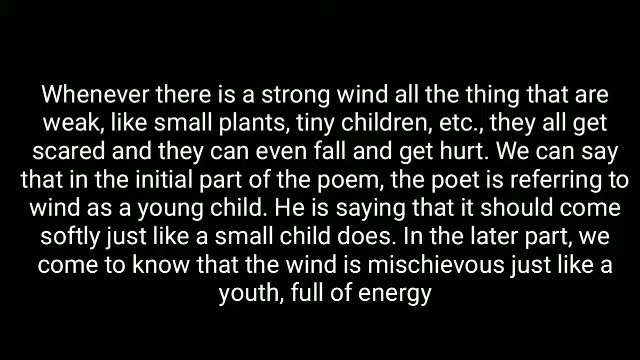 Whenever there is a strong wind all the thing that are
weak, like small plants, tiny children, etc., they all get
scared and they can even fall and get hurt. We can say
that in the initial part of the poem, the poet is referring to
wind as a young child. He is saying that it should come
softly just like a small child does. In the later part, we
come to know that the wind is mischievous just like a
youth, full of energy